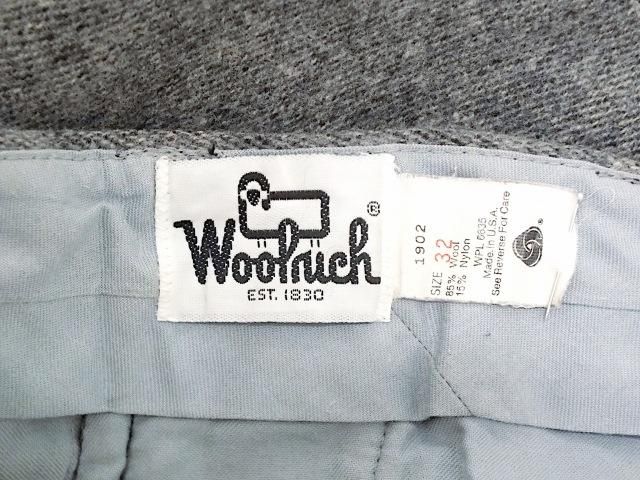 Woolrich®
EST. 1830
1902
SIZE 32
85% Wool
15% Nylon
WPL 6635
Made in U.S.A.
See Reverse For Care
®